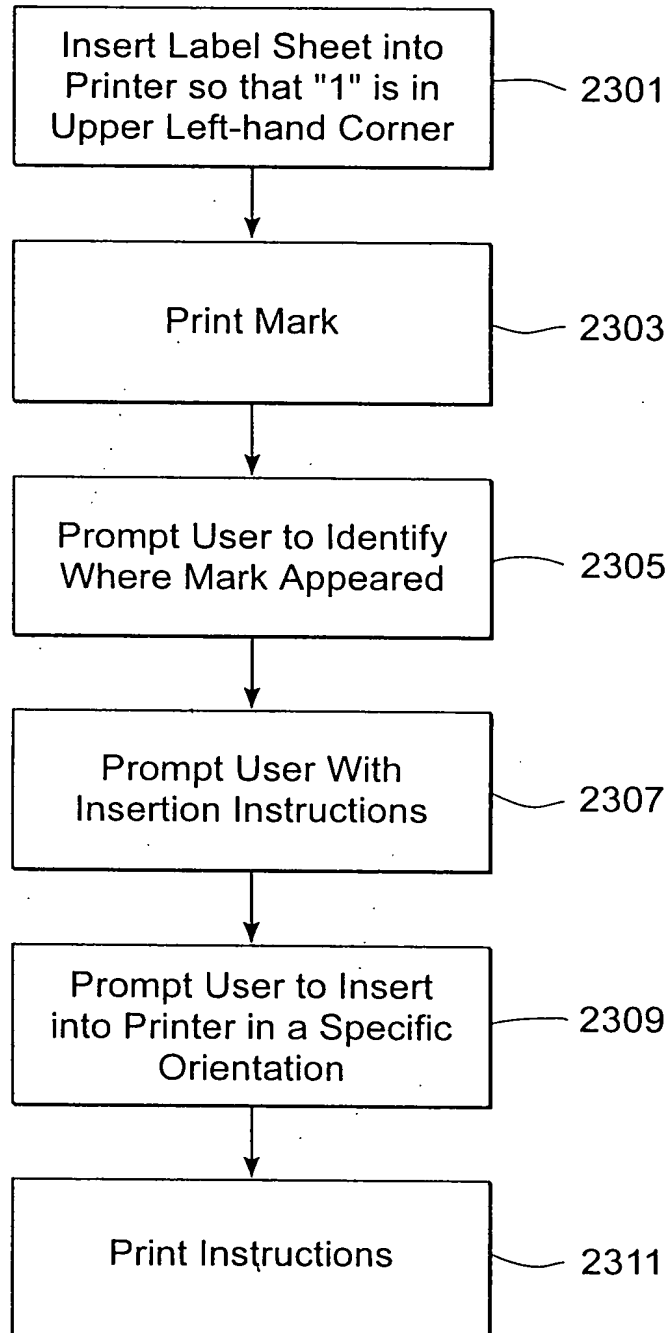 Insert Label Sheet into
Printer so that "1" is in
Upper Left-hand Corner
2301
Print Mark
2303
Prompt User to Identify
Where Mark Appeared
2305
Prompt User With
Insertion Instructions
2307
Prompt User to Insert
into Printer in a Specific
Orientation
2309
Print Instructions
2311